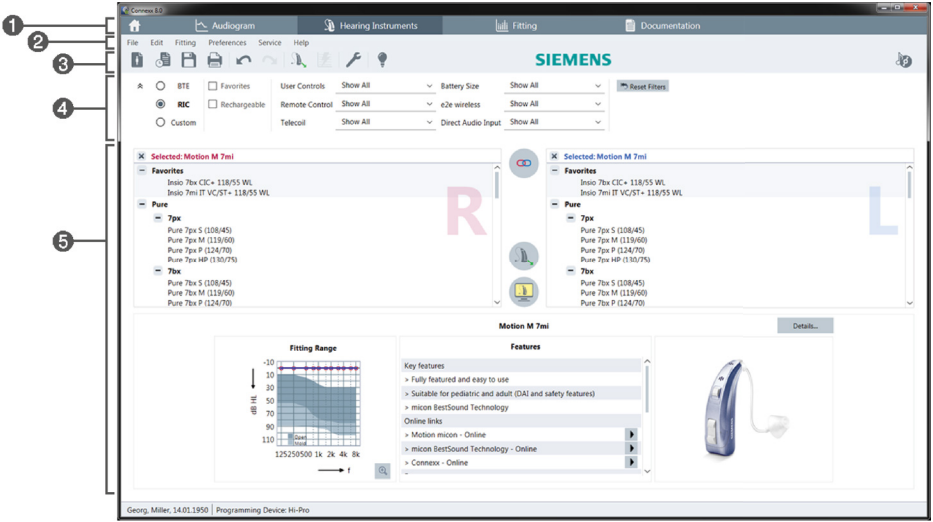 Connexx 8.0
1
Audiogram Hearing Instruments Fitting Documentation
2
File Edit Fitting Preferences Service Help
3
SIEMENS
4
BTE Favorites User Controls Show All Battery Size Show All Reset Filters
RIC Rechargeable Remote Control Show All e2e wireless Show All
Custom Telecoil Show All Direct Audio Input Show All
5
Selected: Motion M 7mi
Favorites
Insio 7bx CIC+ 118/55 WL
Insio 7mi IT VC/ST+ 118/55 WL
Pure
7px
Pure 7px S (108/45)
Pure 7px M (119/60)
Pure 7px P (124/70)
Pure 7px HP (130/75)
7bx
Pure 7bx S (108/45)
Pure 7bx M (119/60)
Pure 7bx P (124/70)
R
Selected: Motion M 7mi
Favorites
Insio 7bx CIC+ 118/55 WL
Insio 7mi IT VC/ST+ 118/55 WL
Pure
7px
Pure 7px S (108/45)
Pure 7px M (119/60)
Pure 7px P (124/70)
Pure 7px HP (130/75)
7bx
Pure 7bx S (108/45)
Pure 7bx M (119/60)
Pure 7bx P (124/70)
L
Motion M 7mi
Details...
Fitting Range
-10
10
30
50
70
90
110
dB HL
Open
Mold
125 250 500 1k 2k 4k 8k
f
Features
Key features
> Fully featured and easy to use
> Suitable for pediatric and adult (DAI and safety features)
> micon BestSound Technology
Online links
> Motion micon - Online
> micon BestSound Technology - Online
> Connexx - Online
Georg, Miller, 14.01.1950 Programming Device: Hi-Pro